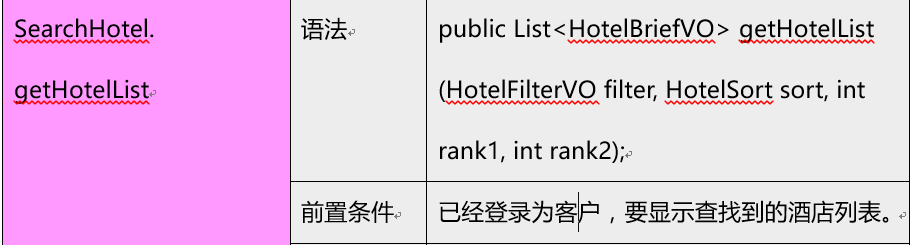 SearchHotel.
getHotelList
语法
public List<HotelBriefVO> getHotelList
(HotelFilterVO filter, HotelSort sort, int
rank1, int rank2);
前置条件
已经登录为客户，要显示查找到的酒店列表。